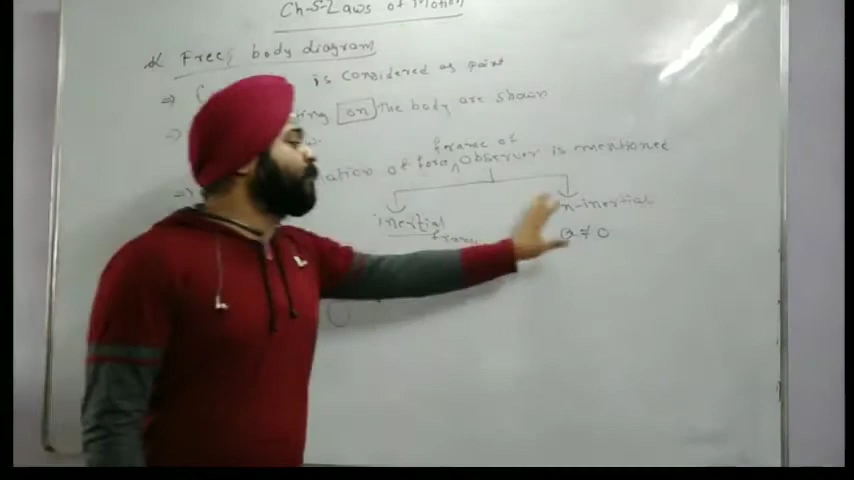 Ch-5-Laws of Motion
* Free body diagram
⇒ is considered as point
⇒ on The body are shown
frame of
⇒ Observer is mentioned
inertial n-inertial
frame a ≠ 0